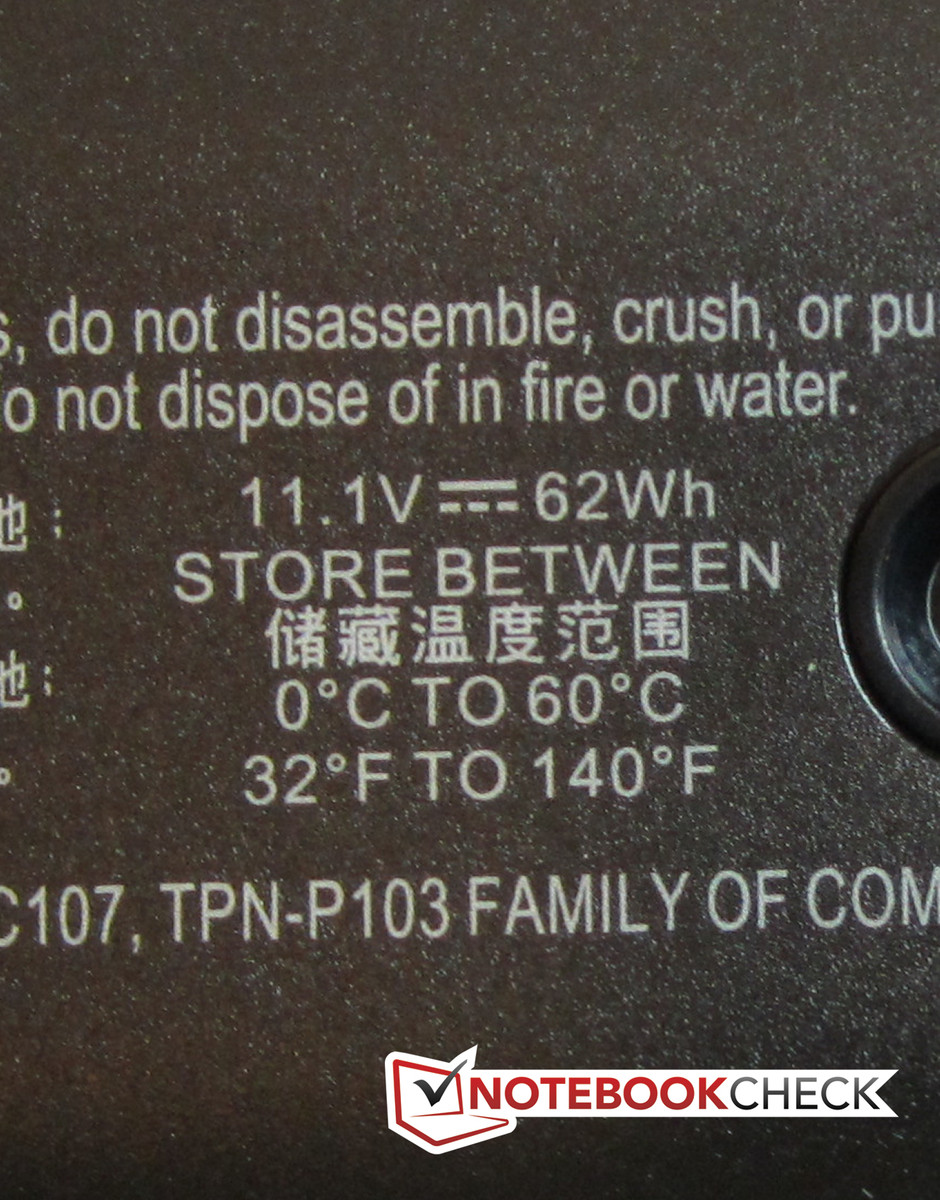 s, do not disassemble, crush, or pu
o not dispose of in fire or water.
池； 11.1V ⎓ 62Wh
。 STORE BETWEEN
储藏温度范围
池； 0°C TO 60°C
。 32°F TO 140°F
C107, TPN-P103 FAMILY OF COM
NOTEBOOKCHECK